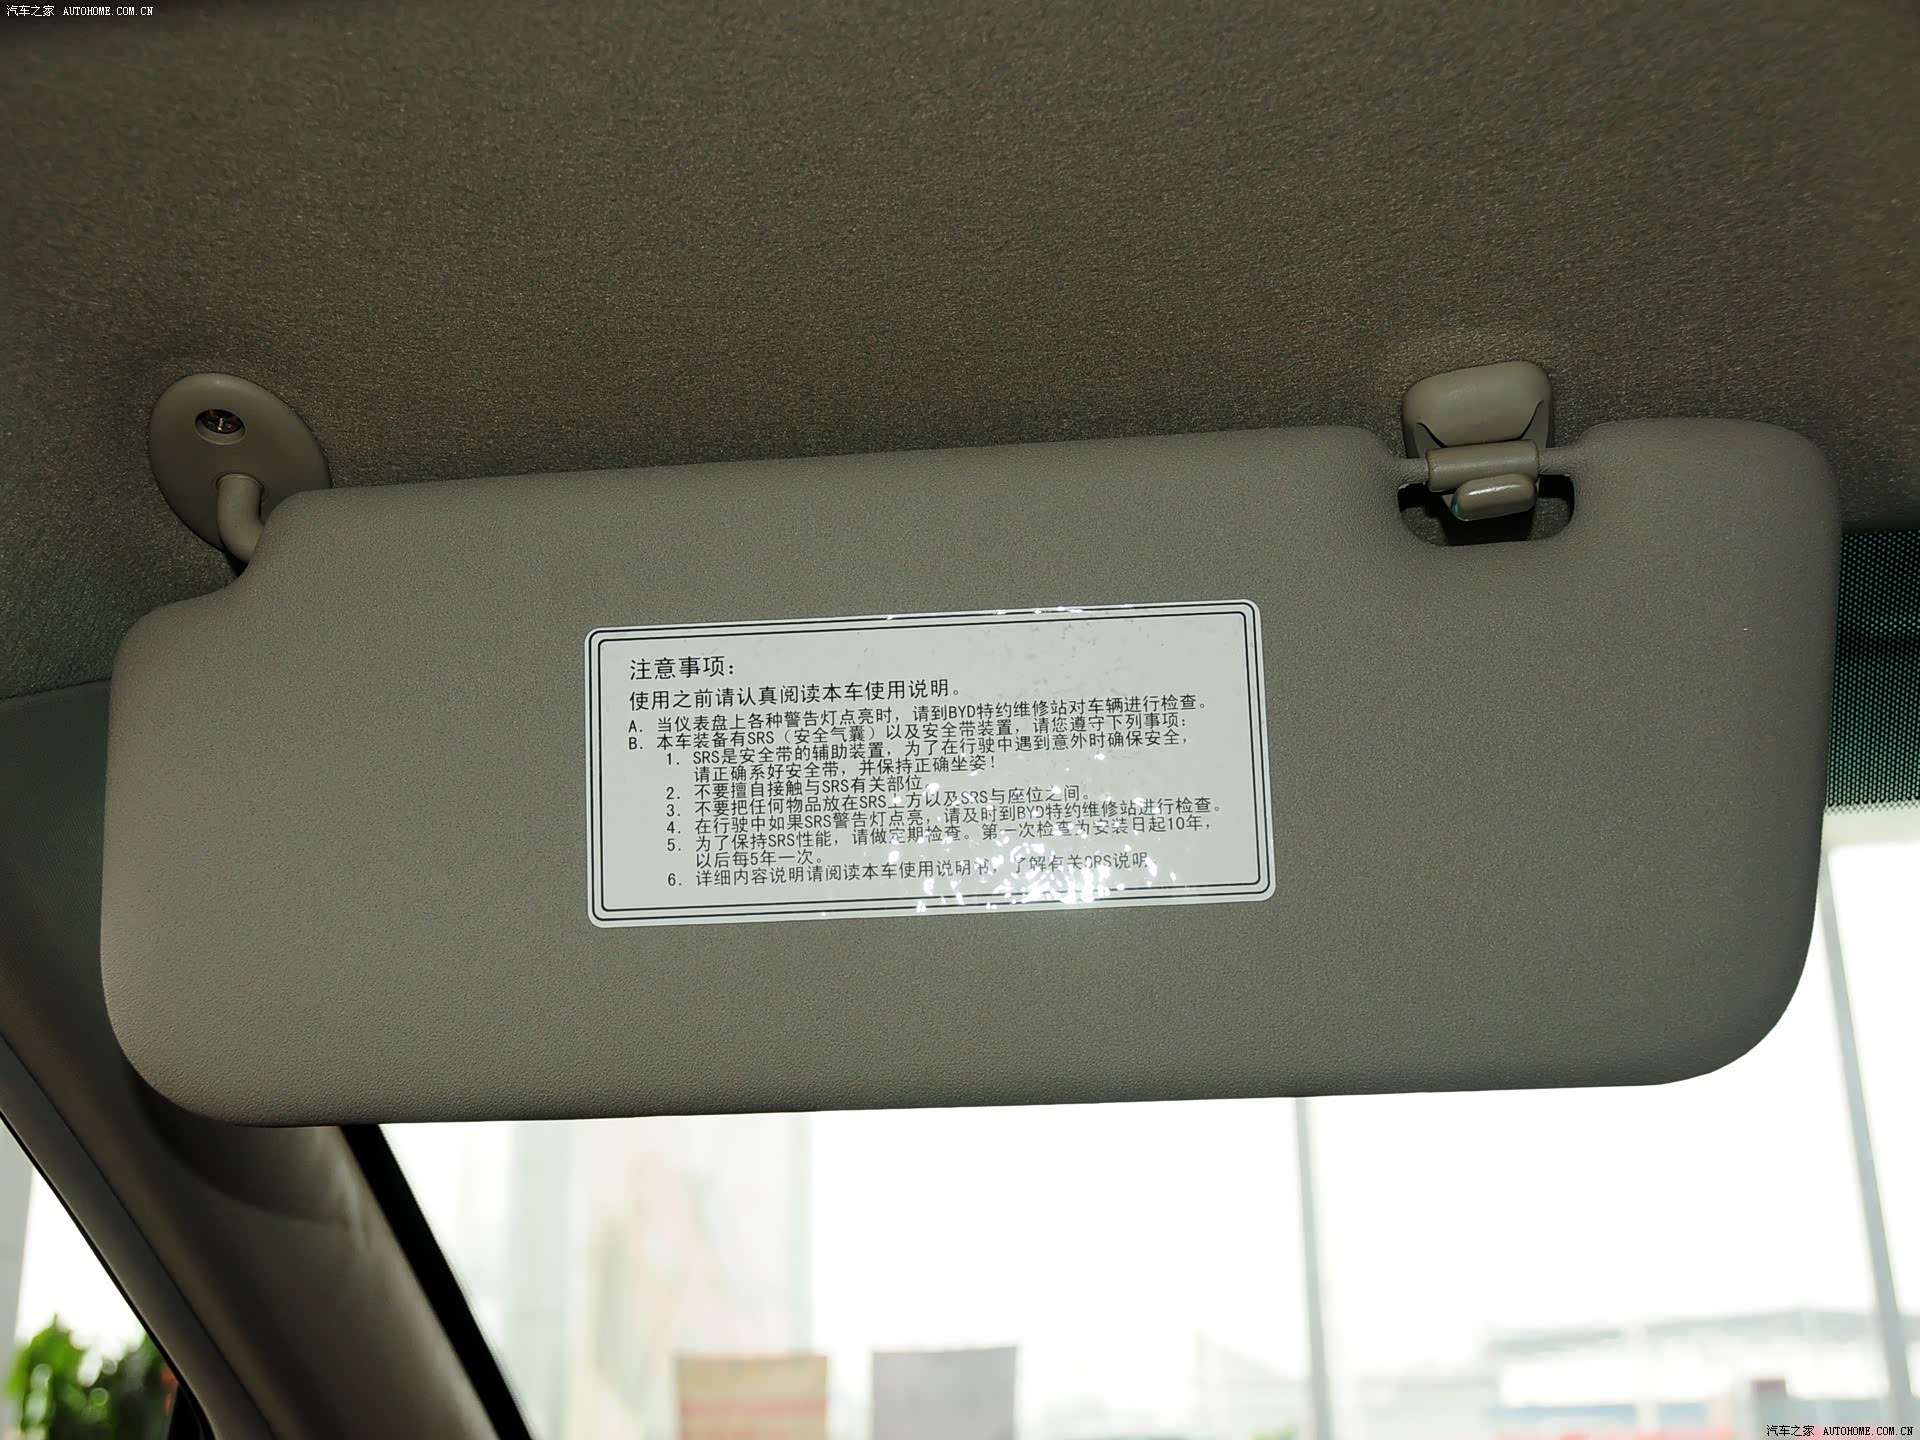 汽车之家 AUTOHOME.COM.CN
注意事项:
使用之前请认真阅读本车使用说明。
A. 当仪表盘上各种警告灯点亮时，请到BYD特约维修站对车辆进行检查。
B. 本车装备有SRS（安全气囊）以及安全带装置，请您遵守下列事项:
1. SRS是安全带的辅助装置，为了在行驶中遇到意外时确保安全，
请正确系好安全带，并保持正确坐姿！
2. 不要擅自接触与SRS有关部位。
3. 不要把任何物品放在SRS上方以及SRS与座位之间。
4. 在行驶中如果SRS警告灯点亮，请及时到BYD特约维修站进行检查。
5. 为了保持SRS性能，请做定期检查。第一次检查为安装日起10年，
以后每5年一次。
6. 详细内容说明请阅读本车使用说明书，了解有关SRS说明
汽车之家 AUTOHOME.COM.CN